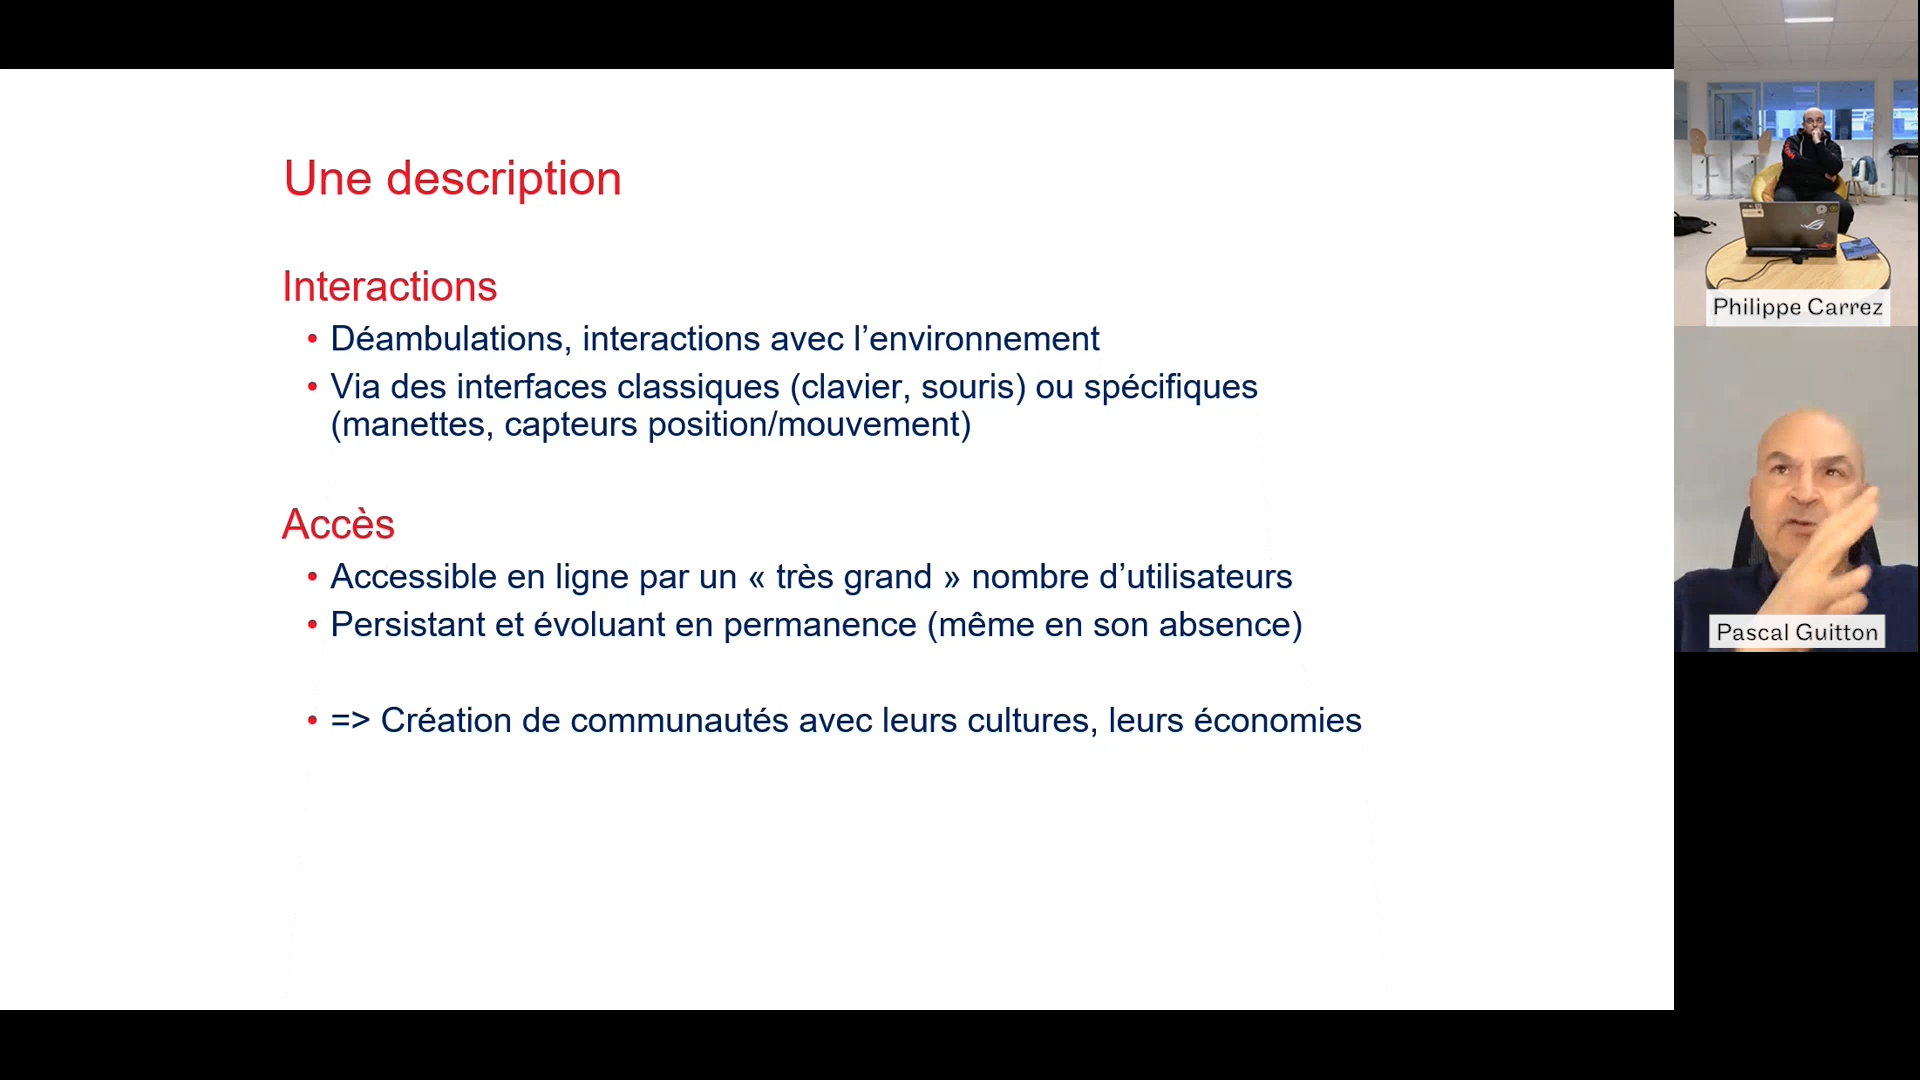 Une description
Interactions
• Déambulations, interactions avec l’environnement
• Via des interfaces classiques (clavier, souris) ou spécifiques
(manettes, capteurs position/mouvement)
Accès
• Accessible en ligne par un « très grand » nombre d’utilisateurs
• Persistant et évoluant en permanence (même en son absence)
• => Création de communautés avec leurs cultures, leurs économies
Philippe Carrez
Pascal Guitton